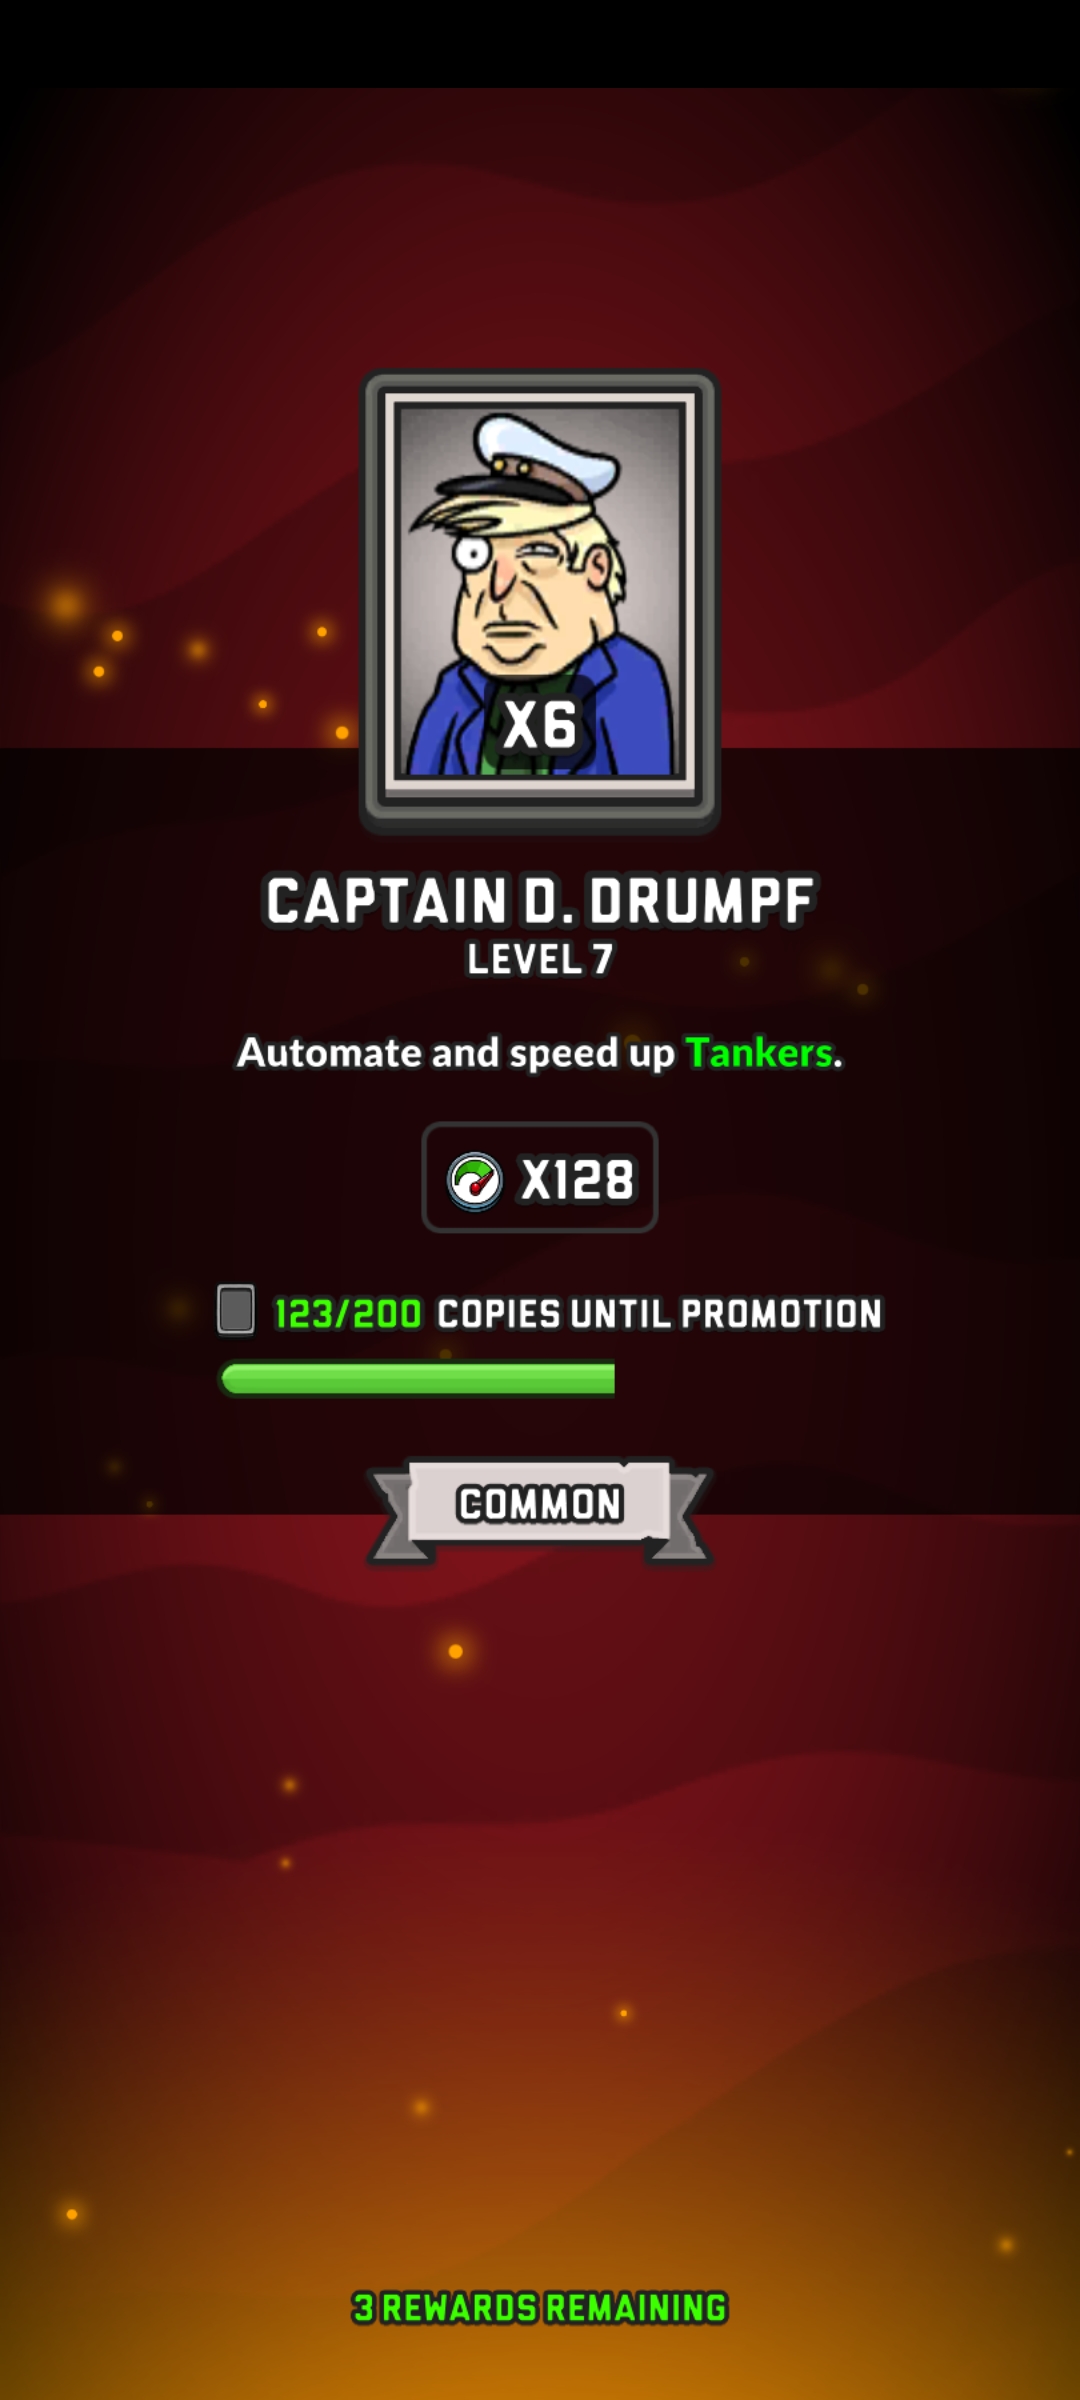 X6
CAPTAIN D. DRUMPF
LEVEL 7
Automate and speed up Tankers.
X128
123/200 COPIES UNTIL PROMOTION
COMMON
3 REWARDS REMAINING